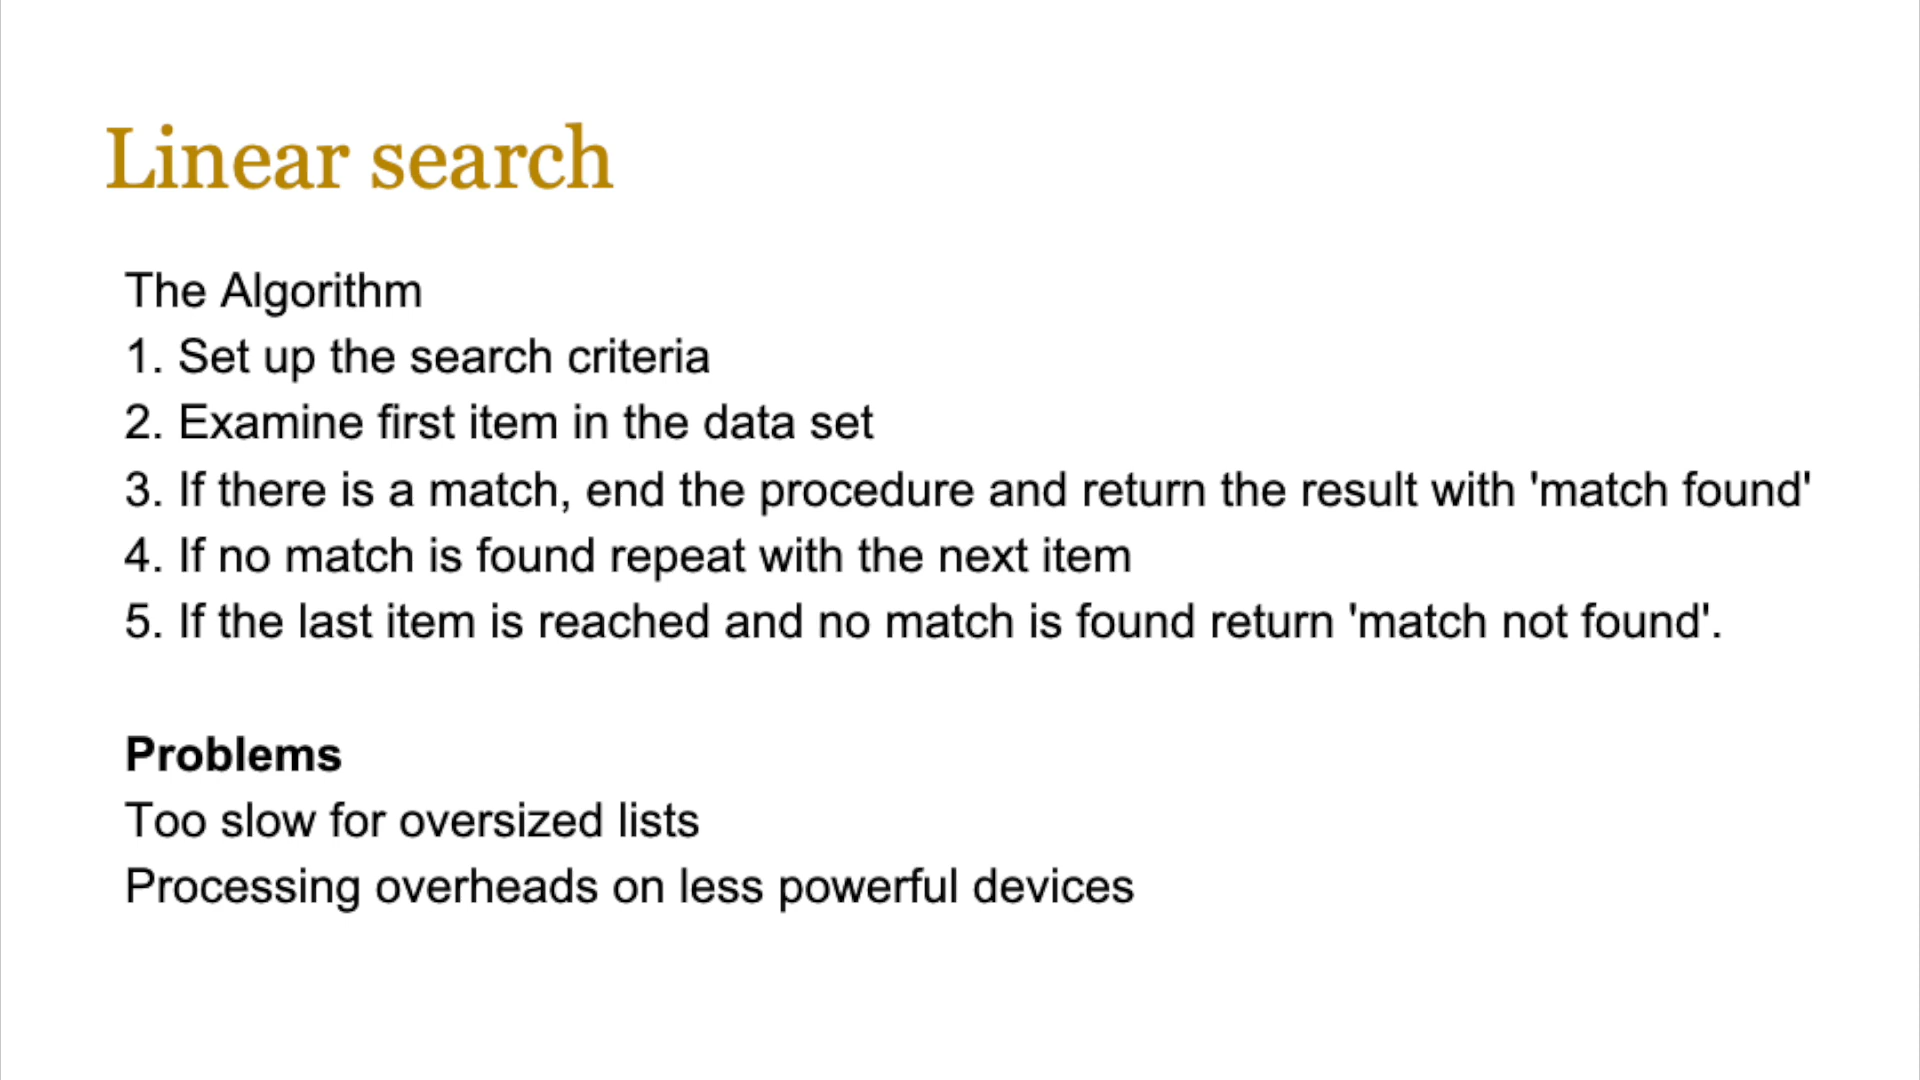 Linear search
The Algorithm
1. Set up the search criteria
2. Examine first item in the data set
3. If there is a match, end the procedure and return the result with 'match found'
4. If no match is found repeat with the next item
5. If the last item is reached and no match is found return 'match not found'.
Problems
Too slow for oversized lists
Processing overheads on less powerful devices